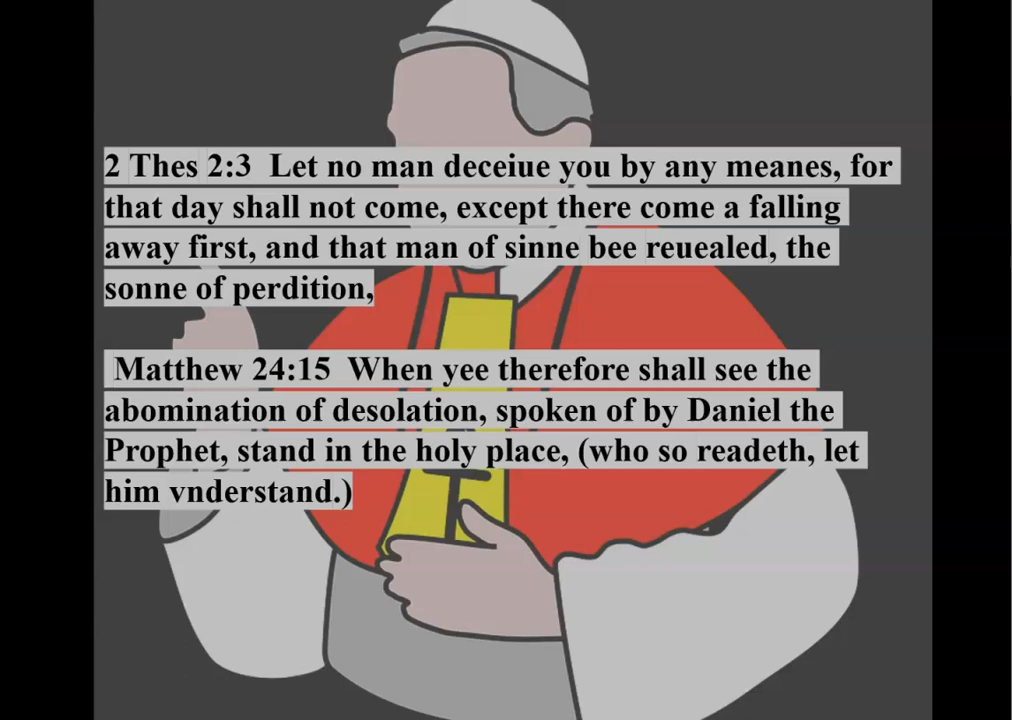 2 Thes 2:3 Let no man deceiue you by any meanes, for
that day shall not come, except there come a falling
away first, and that man of sinne bee reuealed, the
sonne of perdition,
Matthew 24:15 When yee therefore shall see the
abomination of desolation, spoken of by Daniel the
Prophet, stand in the holy place, (who so readeth, let
him vnderstand.)